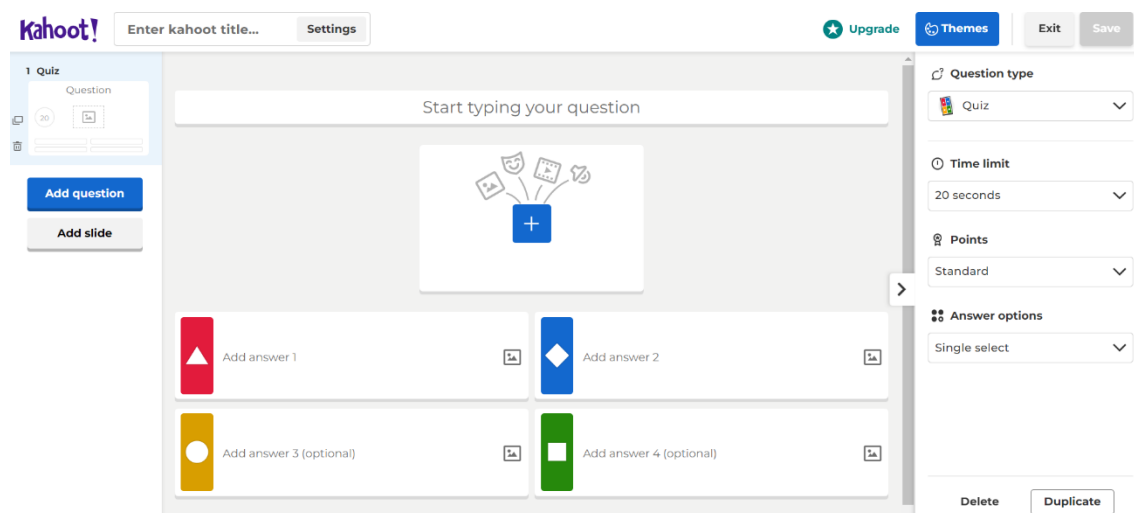 Kahoot!
Enter kahoot title...
Settings
Upgrade
Themes
Exit
Save
1 Quiz
Question
20
Add question
Add slide
Start typing your question
Add answer 1
Add answer 2
Add answer 3 (optional)
Add answer 4 (optional)
Question type
Quiz
Time limit
20 seconds
Points
Standard
Answer options
Single select
Delete
Duplicate